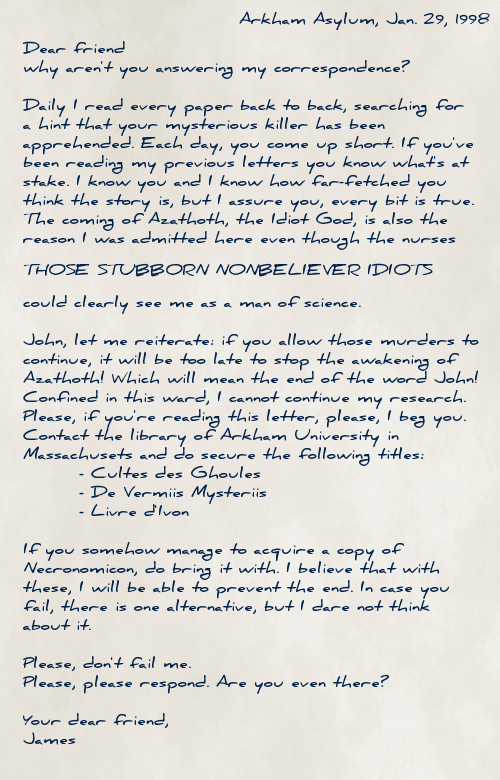 Arkham Asylum, Jan. 29, 1998
Dear friend
why aren't you answering my correspondence?
Daily I read every paper back to back, searching for
a hint that your mysterious killer has been
apprehended. Each day, you come up short. If you've
been reading my previous letters you know what's at
stake. I know you and I know how far-fetched you
think the story is, but I assure you, every bit is true.
The coming of Azathoth, the Idiot God, is also the
reason I was admitted here even though the nurses
THOSE STUBBORN NONBELIEVER IDIOTS
could clearly see me as a man of science.
John, let me reiterate: if you allow those murders to
continue, it will be too late to stop the awakening of
Azathoth! Which will mean the end of the word John!
Confined in this ward, I cannot continue my research.
Please, if you're reading this letter, please, I beg you.
Contact the library of Arkham University in
Massachusets and do secure the following titles:
- Cultes des Ghoules
- De Vermiis Mysteriis
- Livre d'Ivon
If you somehow manage to acquire a copy of
Necronomicon, do bring it with. I believe that with
these, I will be able to prevent the end. In case you
fail, there is one alternative, but I dare not think
about it.
Please, don't fail me.
Please, please respond. Are you even there?
Your dear friend,
James